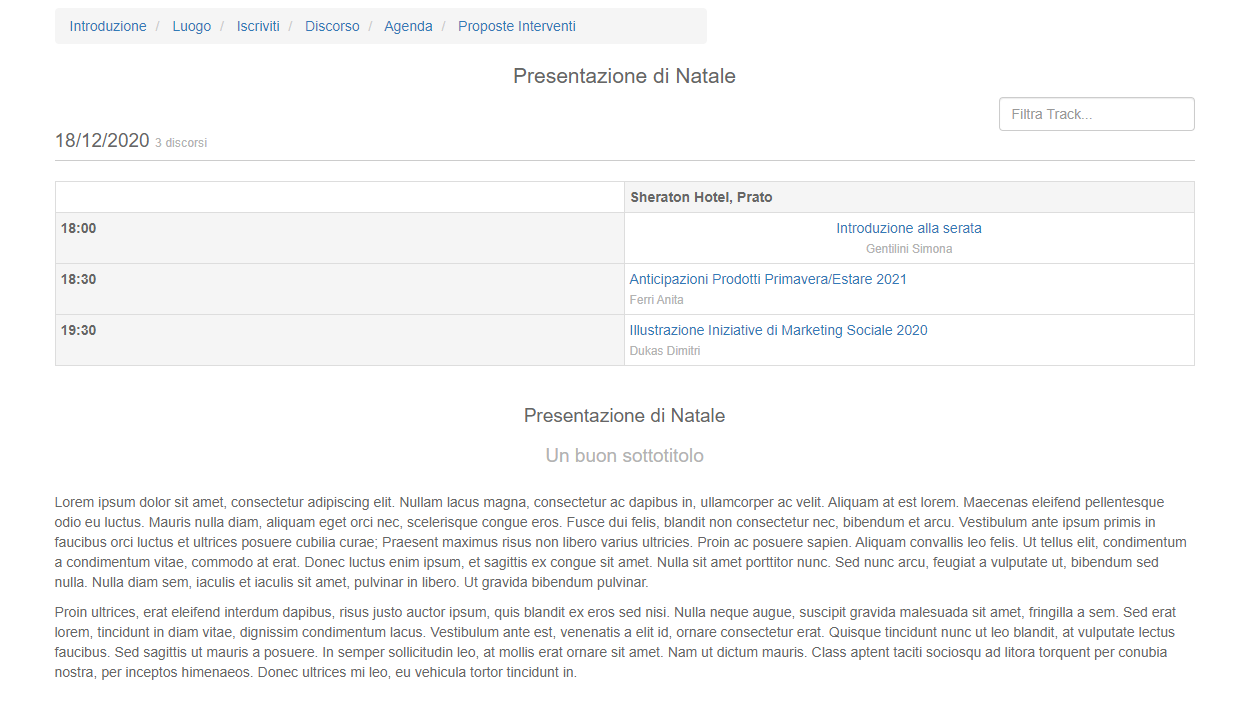 Introduzione / Luogo / Iscriviti / Discorso / Agenda / Proposte Interventi
Presentazione di Natale
Filtra Track...
18/12/2020 3 discorsi
Sheraton Hotel, Prato
18:00 Introduzione alla serata
Gentilini Simona
18:30 Anticipazioni Prodotti Primavera/Estare 2021
Ferri Anita
19:30 Illustrazione Iniziative di Marketing Sociale 2020
Dukas Dimitri
Presentazione di Natale
Un buon sottotitolo
Lorem ipsum dolor sit amet, consectetur adipiscing elit. Nullam lacus magna, consectetur ac dapibus in, ullamcorper ac velit. Aliquam at est lorem. Maecenas eleifend pellentesque
odio eu luctus. Mauris nulla diam, aliquam eget orci nec, scelerisque congue eros. Fusce dui felis, blandit non consectetur nec, bibendum et arcu. Vestibulum ante ipsum primis in
faucibus orci luctus et ultrices posuere cubilia curae; Praesent maximus risus non libero varius ultricies. Proin ac posuere sapien. Aliquam convallis leo felis. Ut tellus elit, condimentum
a condimentum vitae, commodo at erat. Donec luctus enim ipsum, et sagittis ex congue sit amet. Nulla sit amet porttitor nunc. Sed nunc arcu, feugiat a vulputate ut, bibendum sed
nulla. Nulla diam sem, iaculis et iaculis sit amet, pulvinar in libero. Ut gravida bibendum pulvinar.
Proin ultrices, erat eleifend interdum dapibus, risus justo auctor ipsum, quis blandit ex eros sed nisi. Nulla neque augue, suscipit gravida malesuada sit amet, fringilla a sem. Sed erat
lorem, tincidunt in diam vitae, dignissim condimentum lacus. Vestibulum ante est, venenatis a elit id, ornare consectetur erat. Quisque tincidunt nunc ut leo blandit, at vulputate lectus
faucibus. Sed sagittis ut mauris a posuere. In semper sollicitudin leo, at mollis erat ornare sit amet. Nam ut dictum mauris. Class aptent taciti sociosqu ad litora torquent per conubia
nostra, per inceptos himenaeos. Donec ultrices mi leo, eu vehicula tortor tincidunt in.